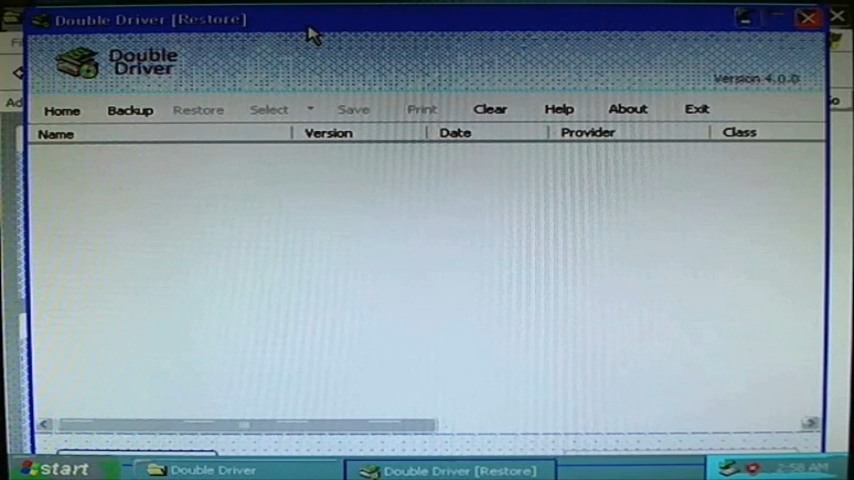 Double Driver [Restore]
Double
Driver
Version 4.0.0
Home Backup Restore Select Save Print Clear Help About Exit
Name Version Date Provider Class
start Double Driver Double Driver [Restore] 2:58 AM